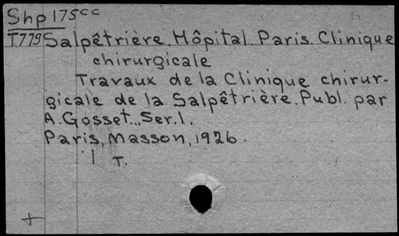 Shp 175cc
T779 Salpêtrière, Hôpital. Paris. Clinique
chirurgicale
Travaux de la Clinique chirur-
gicale de la Salpêtrière. Publ. par
A. Gosset... Ser. 1.
Paris, Masson, 1926.
1 T.